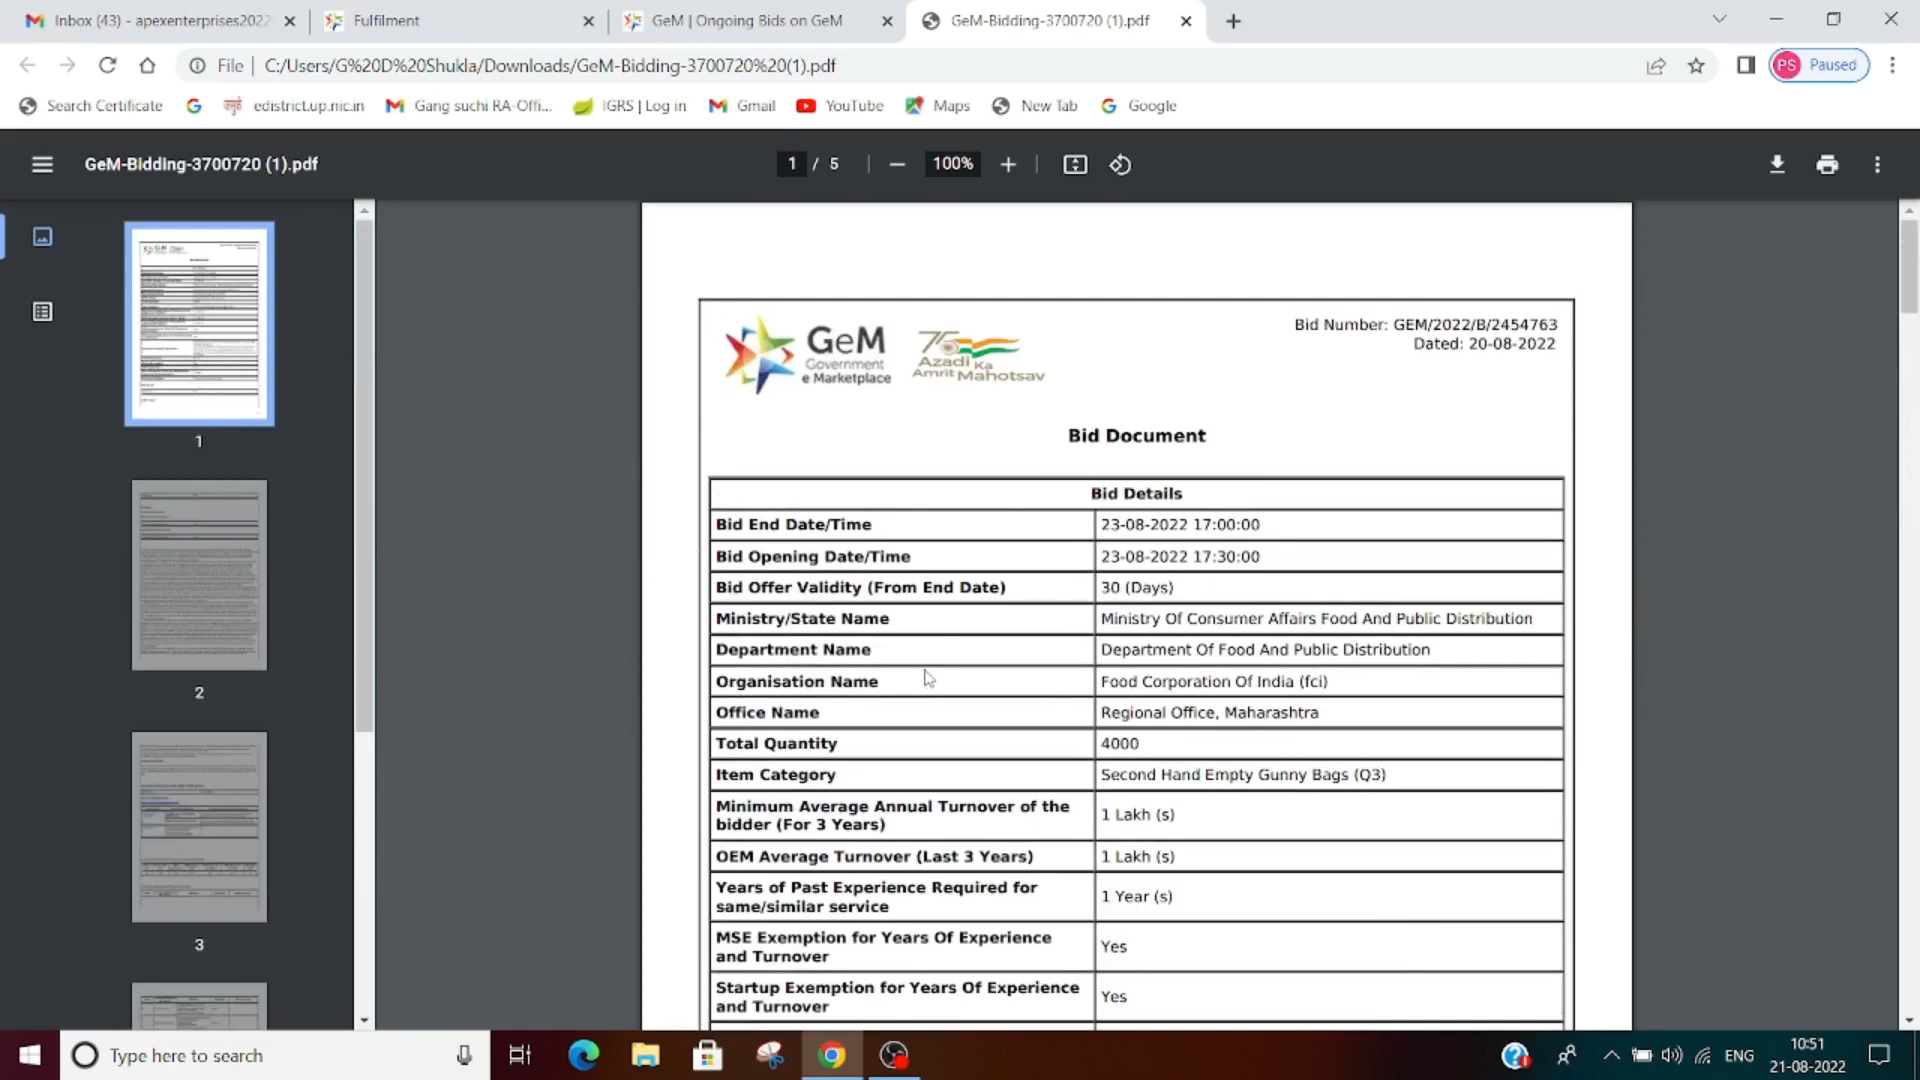 Inbox (43) - apexenterprises2022
Fulfilment
GeM | Ongoing Bids on GeM
GeM-Bidding-3700720 (1).pdf
File | C:/Users/G%20D%20Shukla/Downloads/GeM-Bidding-3700720%20(1).pdf
PS Paused
Search Certificate
edistrict.up.nic.in
Gang suchi RA-Offi...
IGRS | Log in
Gmail
YouTube
Maps
New Tab
Google
GeM-Bidding-3700720 (1).pdf
1 / 5
100%
1
2
3
GeM
Government
e Marketplace
75
Azadi Ka
Amrit Mahotsav
Bid Number: GEM/2022/B/2454763
Dated: 20-08-2022
Bid Document
Bid Details
Bid End Date/Time 23-08-2022 17:00:00
Bid Opening Date/Time 23-08-2022 17:30:00
Bid Offer Validity (From End Date) 30 (Days)
Ministry/State Name Ministry Of Consumer Affairs Food And Public Distribution
Department Name Department Of Food And Public Distribution
Organisation Name Food Corporation Of India (fci)
Office Name Regional Office, Maharashtra
Total Quantity 4000
Item Category Second Hand Empty Gunny Bags (Q3)
Minimum Average Annual Turnover of the
bidder (For 3 Years) 1 Lakh (s)
OEM Average Turnover (Last 3 Years) 1 Lakh (s)
Years of Past Experience Required for
same/similar service 1 Year (s)
MSE Exemption for Years Of Experience
and Turnover Yes
Startup Exemption for Years Of Experience
and Turnover Yes
Type here to search
ENG
10:51
21-08-2022